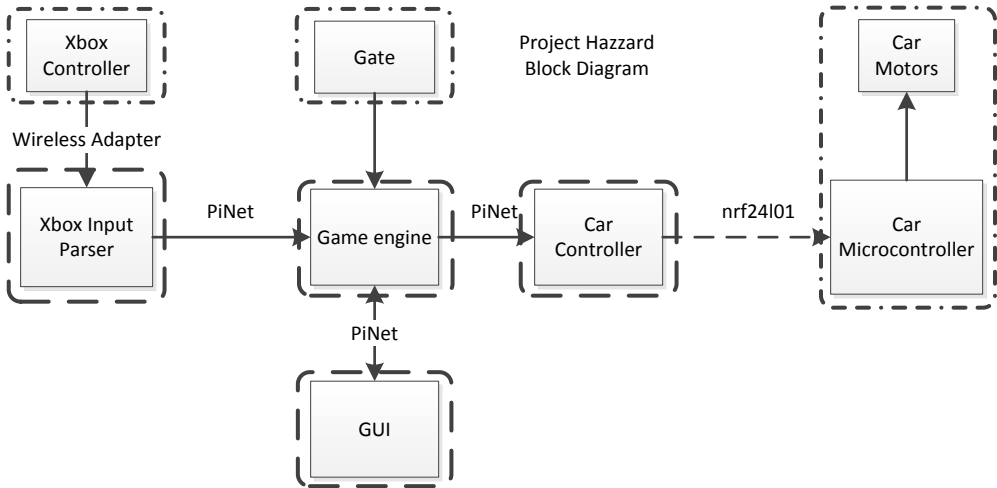 Xbox
Controller
Gate
Project Hazzard
Block Diagram
Car
Motors
Wireless Adapter
Xbox Input
Parser
PiNet
Game engine
PiNet
Car
Controller
nrf24l01
Car
Microcontroller
PiNet
GUI